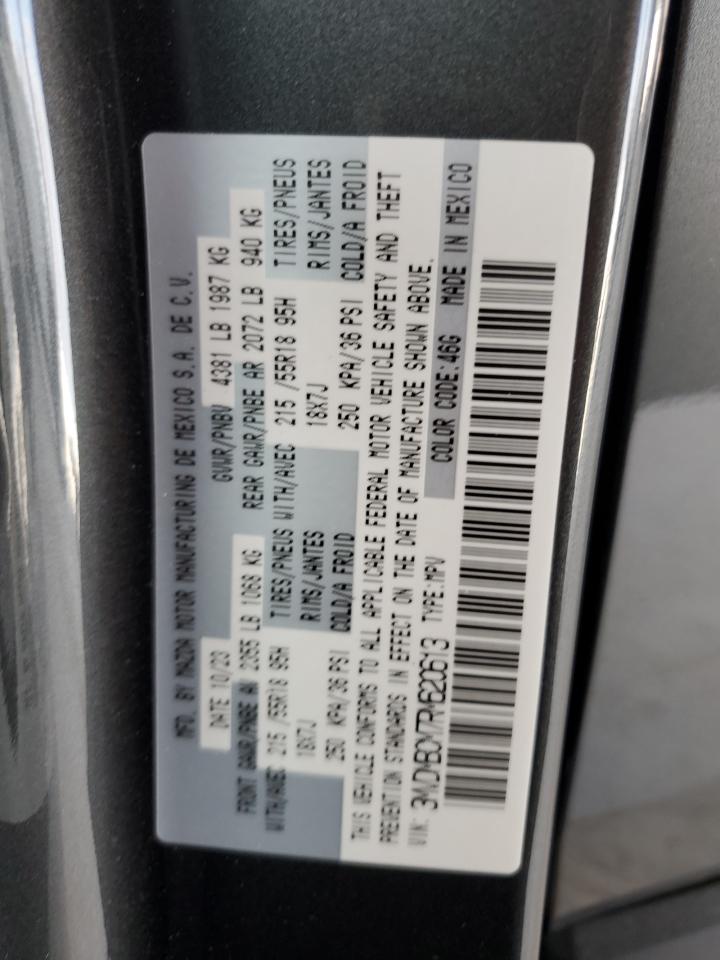 MFD. BY MAZDA MOTOR MANUFACTURING DE MEXICO S.A. DE C.V.
DATE 10/23 GVWR/PNBV 4381 LB 1987 KG
FRONT GAWR/PNBE AV 2355 LB 1068 KG REAR GAWR/PNBE AR 2072 LB 940 KG
WITH/AVEC 215 /55R18 95H TIRES/PNEUS WITH/AVEC 215 /55R18 95H TIRES/PNEUS
18X7J RIMS/JANTES 18X7J RIMS/JANTES
250 KPA/36 PSI COLD/A FROID 250 KPA/36 PSI COLD/A FROID
THIS VEHICLE CONFORMS TO ALL APPLICABLE FEDERAL MOTOR VEHICLE SAFETY AND THEFT
PREVENTION STANDARDS IN EFFECT ON THE DATE OF MANUFACTURE SHOWN ABOVE.
VIN: 3MVDMBCM7RM620613 TYPE:MPV COLOR CODE:46G MADE IN MEXICO